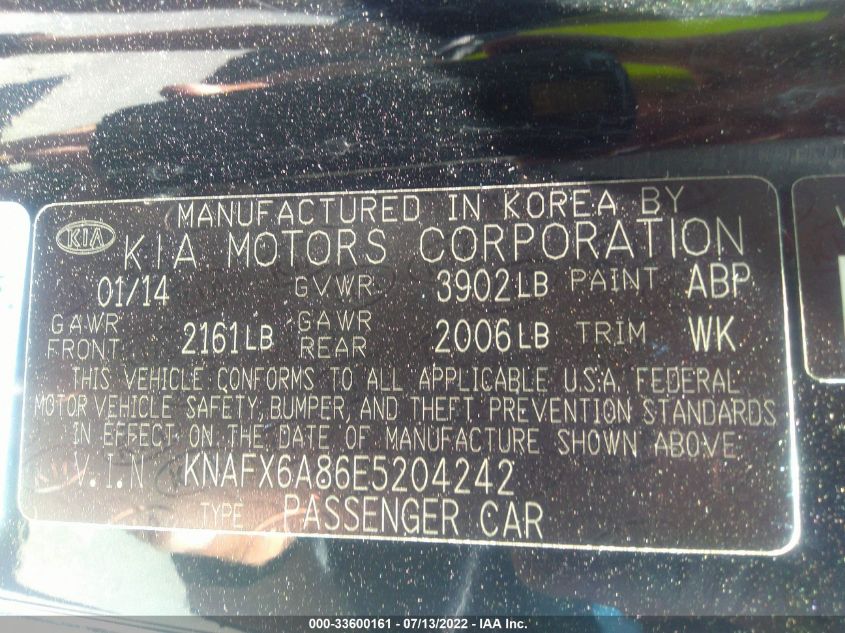 MANUFACTURED IN KOREA BY
KIA KIA MOTORS CORPORATION
01/14 GVWR 3902LB PAINT ABP
GAWR FRONT 2161LB GAWR REAR 2006LB TRIM WK
THIS VEHICLE CONFORMS TO ALL APPLICABLE U.S.A. FEDERAL
MOTOR VEHICLE SAFETY, BUMPER, AND THEFT PREVENTION STANDARDS
IN EFFECT ON THE DATE OF MANUFACTURE SHOWN ABOVE
V.I.N KNAFX6A86E5204242
TYPE PASSENGER CAR
000-33600161 - 07/13/2022 - IAA Inc.